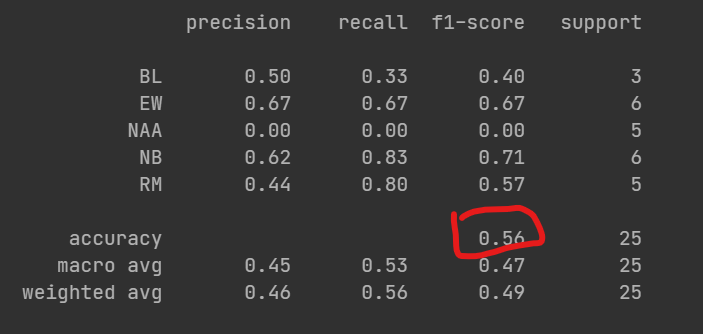 precision recall f1-score support
BL 0.50 0.33 0.40 3
EW 0.67 0.67 0.67 6
NAA 0.00 0.00 0.00 5
NB 0.62 0.83 0.71 6
RM 0.44 0.80 0.57 5
accuracy 0.56 25
macro avg 0.45 0.53 0.47 25
weighted avg 0.46 0.56 0.49 25